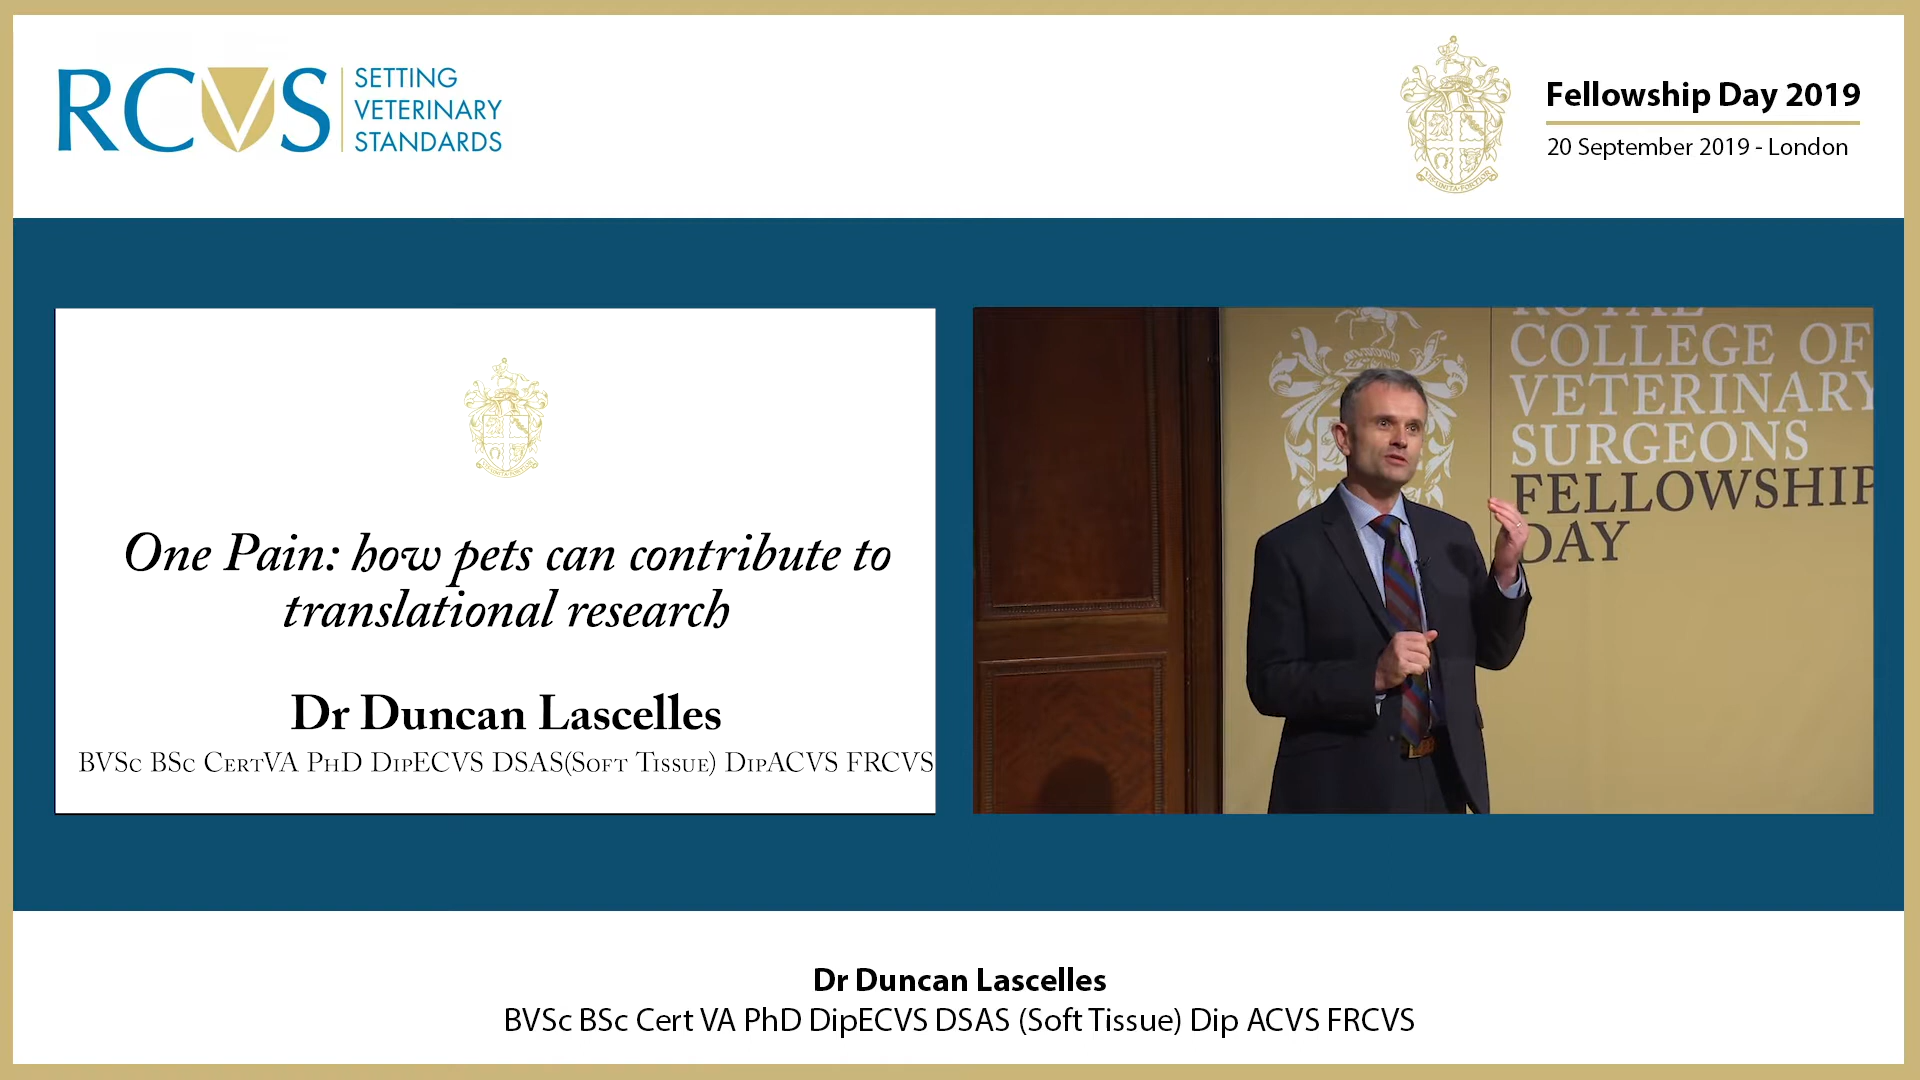 RCVS
SETTING
VETERINARY
STANDARDS
Fellowship Day 2019
20 September 2019 - London
One Pain: how pets can contribute to
translational research
Dr Duncan Lascelles
BVSc BSc CertVA PhD DipECVS DSAS(Soft Tissue) DipACVS FRCVS
ROYAL
COLLEGE OF
VETERINARY
SURGEONS
FELLOWSHIP
DAY
Dr Duncan Lascelles
BVSc BSc Cert VA PhD DipECVS DSAS (Soft Tissue) Dip ACVS FRCVS